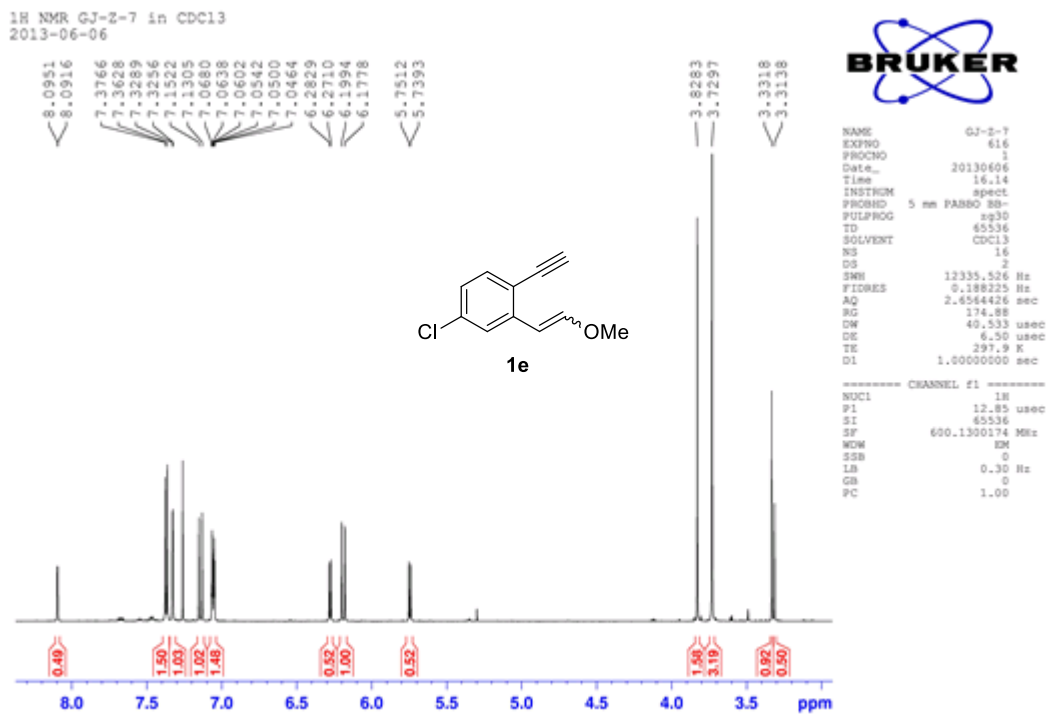 1H NMR GJ-Z-7 in CDCl3
2013-06-06
8.0951
8.0916
7.3766
7.3628
7.3289
7.3256
7.1522
7.1305
7.0680
7.0638
7.0602
7.0542
7.0500
7.0464
6.2829
6.2710
6.1994
6.1778
5.7512
5.7393
3.8283
3.7297
3.3318
3.3138
BRUKER
NAME GJ-Z-7
EXPNO 616
PROCNO 1
Date_ 20130606
Time 16.14
INSTRUM spect
PROBHD 5 mm PABBO BB-
PULPROG zg30
TD 65536
SOLVENT CDCl3
NS 16
DS 2
SWH 12335.526 Hz
FIDRES 0.188225 Hz
AQ 2.6564426 sec
RG 174.88
DW 40.533 usec
DE 6.50 usec
TE 297.9 K
D1 1.00000000 sec
======== CHANNEL f1 ========
NUC1 1H
P1 12.85 usec
SI 65536
SF 600.1300174 MHz
WDW EM
SSB 0
LB 0.30 Hz
GB 0
PC 1.00
Cl
OMe
1e
0.49
1.50
1.03
1.02
1.48
0.52
1.00
0.52
1.58
3.19
0.92
0.50
8.0 7.5 7.0 6.5 6.0 5.5 5.0 4.5 4.0 3.5 ppm